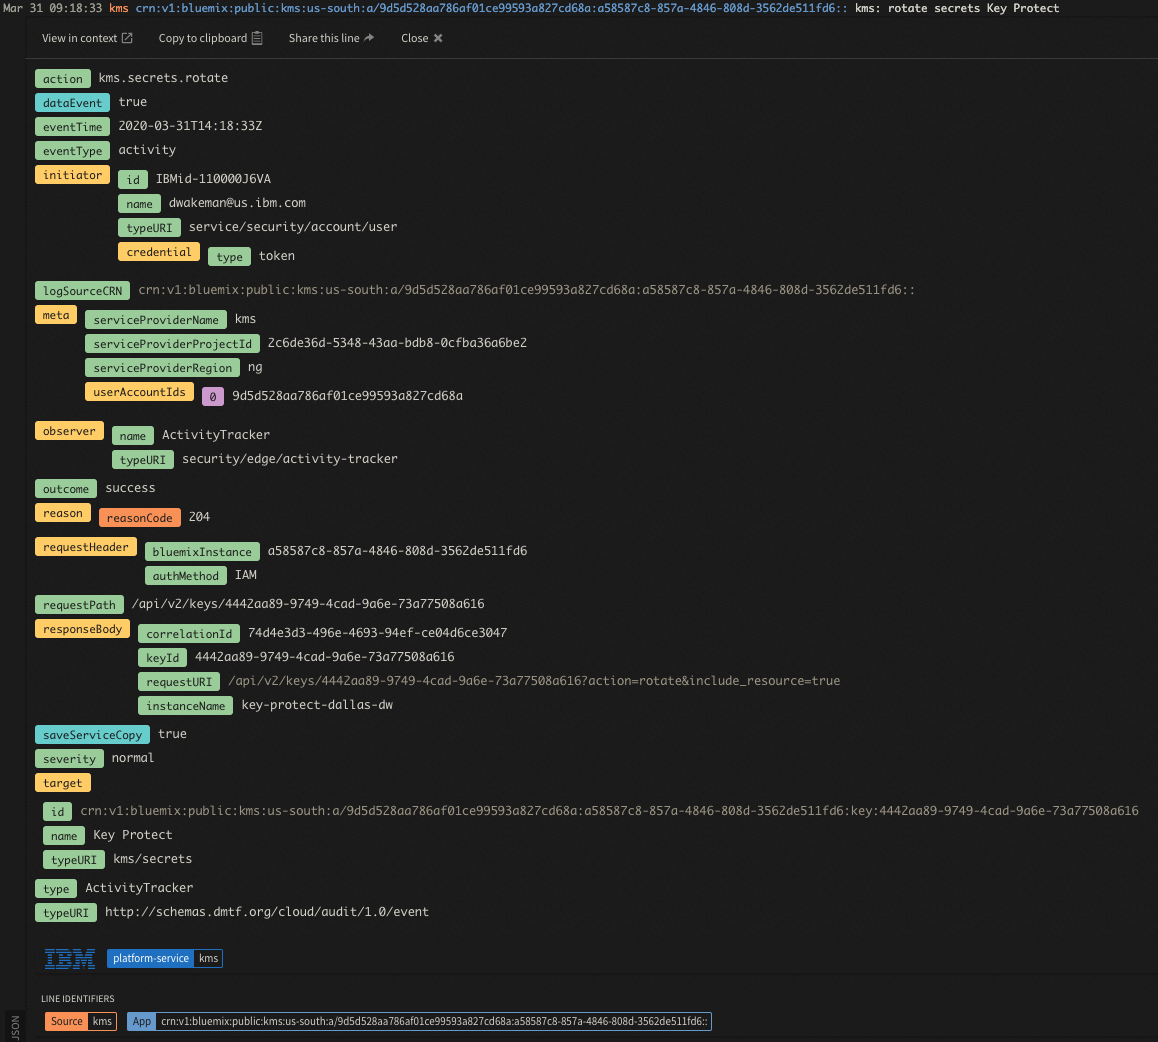 Mar 31 09:18:33 kms crn:v1:bluemix:public:kms:us-south:a/9d5d528aa786af01ce99593a827cd68a:a58587c8-857a-4846-808d-3562de511fd6:: kms: rotate secrets Key Protect
View in context Copy to clipboard Share this line Close
action kms.secrets.rotate
dataEvent true
eventTime 2020-03-31T14:18:33Z
eventType activity
initiator
id IBMid-110000J6VA
name dwakeman@us.ibm.com
typeURI service/security/account/user
credential
type token
logSourceCRN crn:v1:bluemix:public:kms:us-south:a/9d5d528aa786af01ce99593a827cd68a:a58587c8-857a-4846-808d-3562de511fd6::
meta
serviceProviderName kms
serviceProviderProjectId 2c6de36d-5348-43aa-bdb8-0cfba36a6be2
serviceProviderRegion ng
userAccountIds
0 9d5d528aa786af01ce99593a827cd68a
observer
name ActivityTracker
typeURI security/edge/activity-tracker
outcome success
reason
reasonCode 204
requestHeader
bluemixInstance a58587c8-857a-4846-808d-3562de511fd6
authMethod IAM
requestPath /api/v2/keys/4442aa89-9749-4cad-9a6e-73a77508a616
responseBody
correlationId 74d4e3d3-496e-4693-94ef-ce04d6ce3047
keyId 4442aa89-9749-4cad-9a6e-73a77508a616
requestURI /api/v2/keys/4442aa89-9749-4cad-9a6e-73a77508a616?action=rotate&include_resource=true
instanceName key-protect-dallas-dw
saveServiceCopy true
severity normal
target
id crn:v1:bluemix:public:kms:us-south:a/9d5d528aa786af01ce99593a827cd68a:a58587c8-857a-4846-808d-3562de511fd6:key:4442aa89-9749-4cad-9a6e-73a77508a616
name Key Protect
typeURI kms/secrets
type ActivityTracker
typeURI http://schemas.dmtf.org/cloud/audit/1.0/event
IBM platform-service kms
LINE IDENTIFIERS
Source kms App crn:v1:bluemix:public:kms:us-south:a/9d5d528aa786af01ce99593a827cd68a:a58587c8-857a-4846-808d-3562de511fd6::
JSON